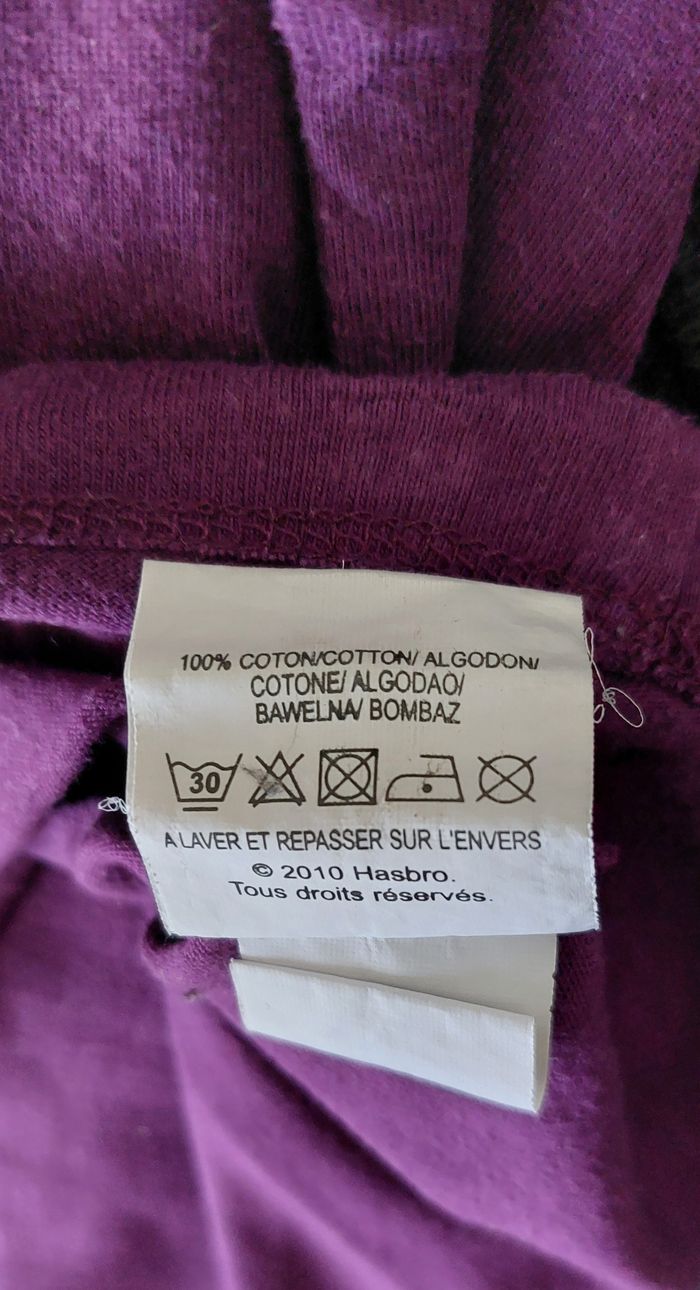 100% COTON/COTTON/ ALGODON/
COTONE/ ALGODAO/
BAWELNA/ BOMBAZ
30
A LAVER ET REPASSER SUR L'ENVERS
© 2010 Hasbro.
Tous droits réservés.